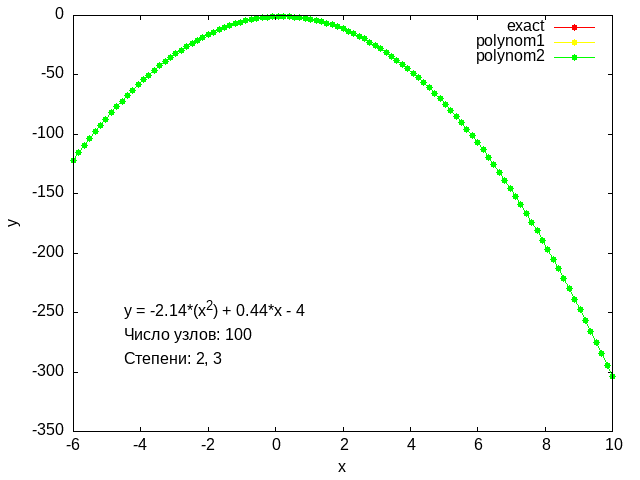 0
-50
-100
-150
-200
-250
-300
-350
-6
-4
-2
0
2
4
6
8
10
x
y
exact
polynom1
polynom2
y = -2.14*(x²) + 0.44*x - 4
Число узлов: 100
Степени: 2, 3